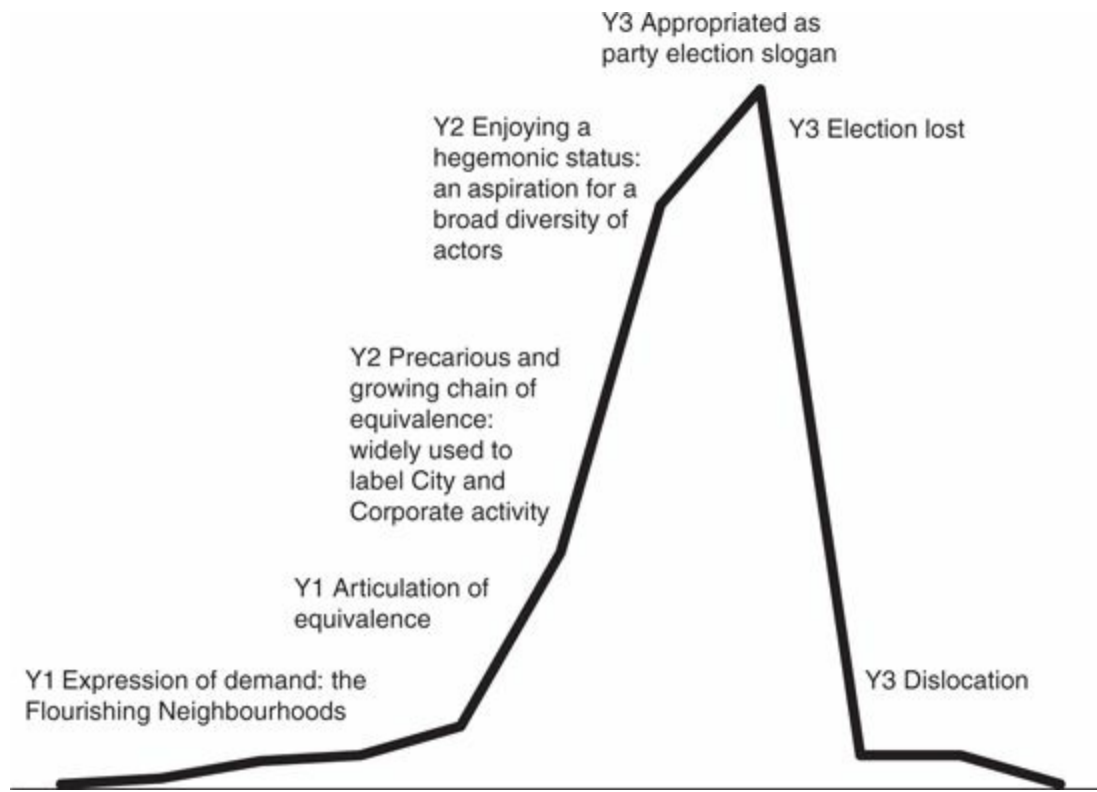 Y3 Appropriated as
party election slogan
Y2 Enjoying a
hegemonic status:
an aspiration for a
broad diversity of
actors
Y3 Election lost
Y2 Precarious and
growing chain of
equivalence:
widely used to
label City and
Corporate activity
Y1 Articulation of
equivalence
Y1 Expression of demand: the
Flourishing Neighbourhoods
Y3 Dislocation